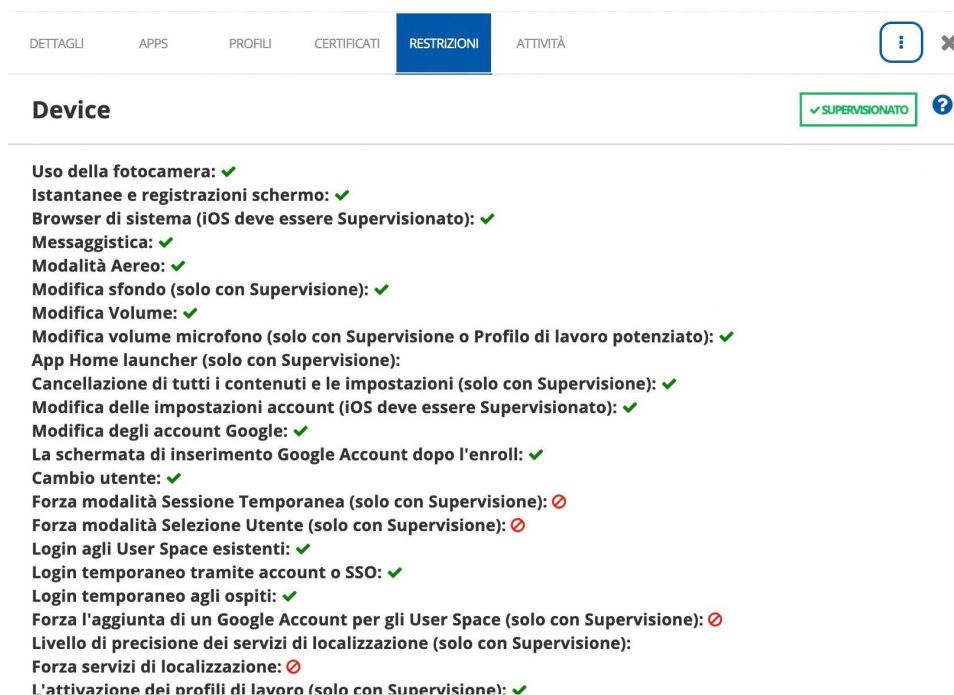 DETTAGLI APPS PROFILI CERTIFICATI RESTRIZIONI ATTIVITÀ
Device
SUPERVISIONATO
Uso della fotocamera:
Istantanee e registrazioni schermo:
Browser di sistema (iOS deve essere Supervisionato):
Messaggistica:
Modalità Aereo:
Modifica sfondo (solo con Supervisione):
Modifica Volume:
Modifica volume microfono (solo con Supervisione o Profilo di lavoro potenziato):
App Home launcher (solo con Supervisione):
Cancellazione di tutti i contenuti e le impostazioni (solo con Supervisione):
Modifica delle impostazioni account (iOS deve essere Supervisionato):
Modifica degli account Google:
La schermata di inserimento Google Account dopo l'enroll:
Cambio utente:
Forza modalità Sessione Temporanea (solo con Supervisione):
Forza modalità Selezione Utente (solo con Supervisione):
Login agli User Space esistenti:
Login temporaneo tramite account o SSO:
Login temporaneo agli ospiti:
Forza l'aggiunta di un Google Account per gli User Space (solo con Supervisione):
Livello di precisione dei servizi di localizzazione (solo con Supervisione):
Forza servizi di localizzazione:
L'attivazione dei profili di lavoro (solo con Supervisione):